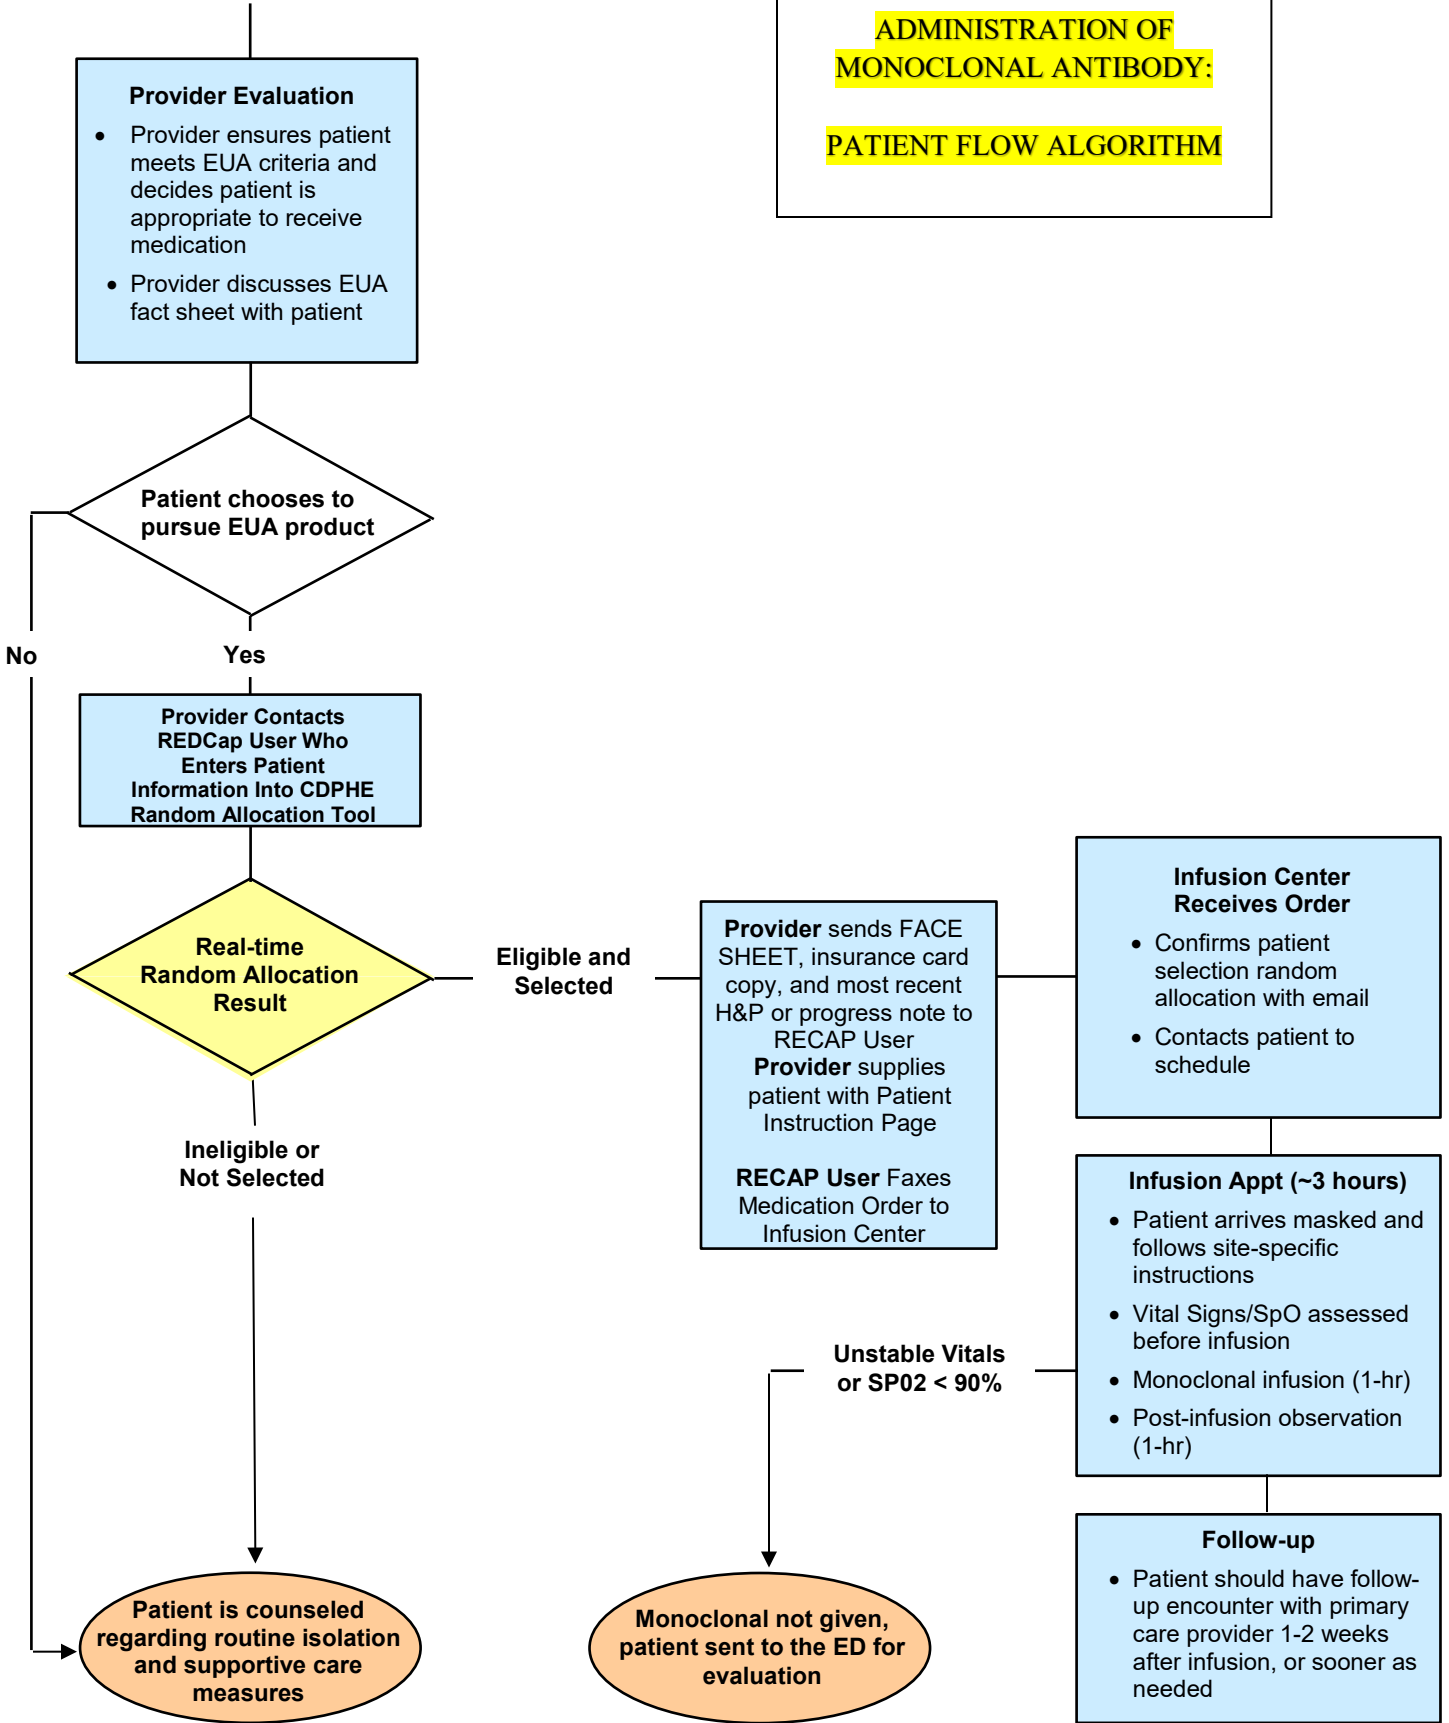 ADMINISTRATION OF
MONOCLONAL ANTIBODY:
PATIENT FLOW ALGORITHM
Provider Evaluation
• Provider ensures patient
meets EUA criteria and
decides patient is
appropriate to receive
medication
• Provider discusses EUA
fact sheet with patient
Patient chooses to
pursue EUA product
No
Yes
Provider Contacts
REDCap User Who
Enters Patient
Information Into CDPHE
Random Allocation Tool
Real-time
Random Allocation
Result
Eligible and
Selected
Provider sends FACE
SHEET, insurance card
copy, and most recent
H&P or progress note to
RECAP User
Provider supplies
patient with Patient
Instruction Page
RECAP User Faxes
Medication Order to
Infusion Center
Infusion Center
Receives Order
• Confirms patient
selection random
allocation with email
• Contacts patient to
schedule
Ineligible or
Not Selected
Infusion Appt (~3 hours)
• Patient arrives masked and
follows site-specific
instructions
• Vital Signs/SpO assessed
before infusion
• Monoclonal infusion (1-hr)
• Post-infusion observation
(1-hr)
Unstable Vitals
or SP02 < 90%
Follow-up
• Patient should have follow-
up encounter with primary
care provider 1-2 weeks
after infusion, or sooner as
needed
Patient is counseled
regarding routine isolation
and supportive care
measures
Monoclonal not given,
patient sent to the ED for
evaluation